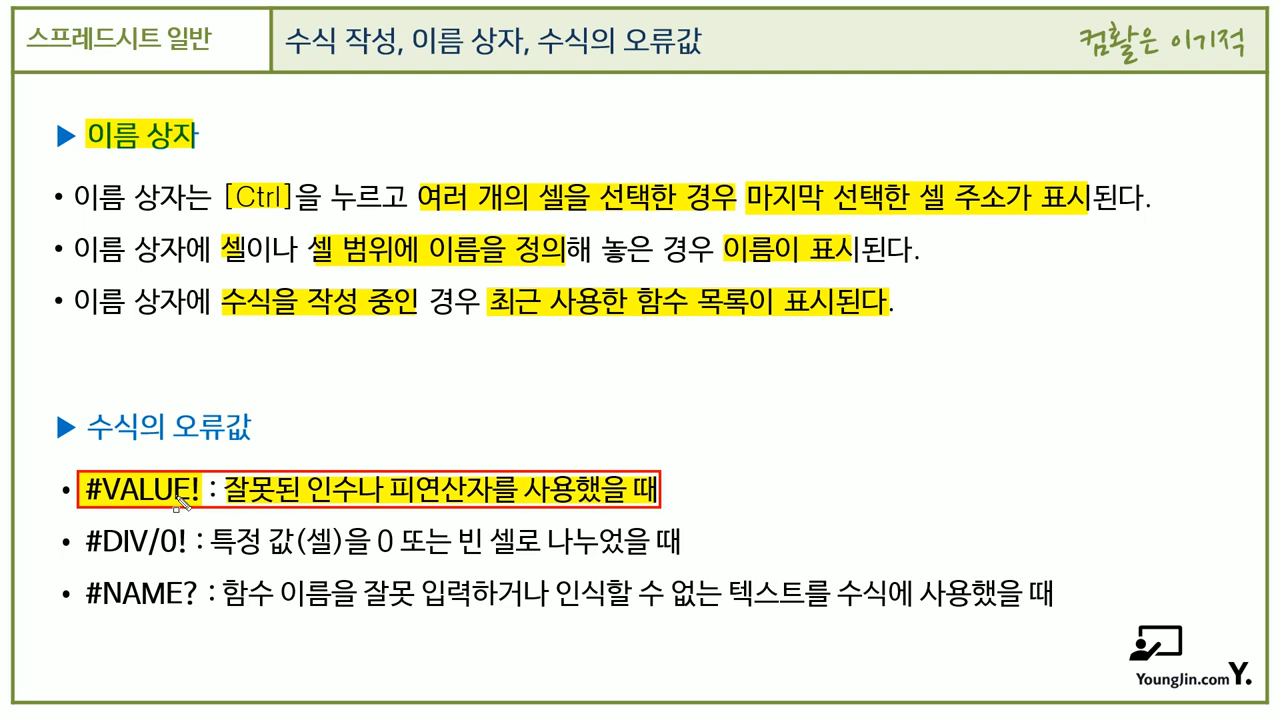 스프레드시트 일반
수식 작성, 이름 상자, 수식의 오류값
컴활은 이기적
▶ 이름 상자
• 이름 상자는 [Ctrl]을 누르고 여러 개의 셀을 선택한 경우 마지막 선택한 셀 주소가 표시된다.
• 이름 상자에 셀이나 셀 범위에 이름을 정의해 놓은 경우 이름이 표시된다.
• 이름 상자에 수식을 작성 중인 경우 최근 사용한 함수 목록이 표시된다.
▶ 수식의 오류값
• #VALUE! : 잘못된 인수나 피연산자를 사용했을 때
• #DIV/0! : 특정 값(셀)을 0 또는 빈 셀로 나누었을 때
• #NAME? : 함수 이름을 잘못 입력하거나 인식할 수 없는 텍스트를 수식에 사용했을 때
YoungJin.com Y.